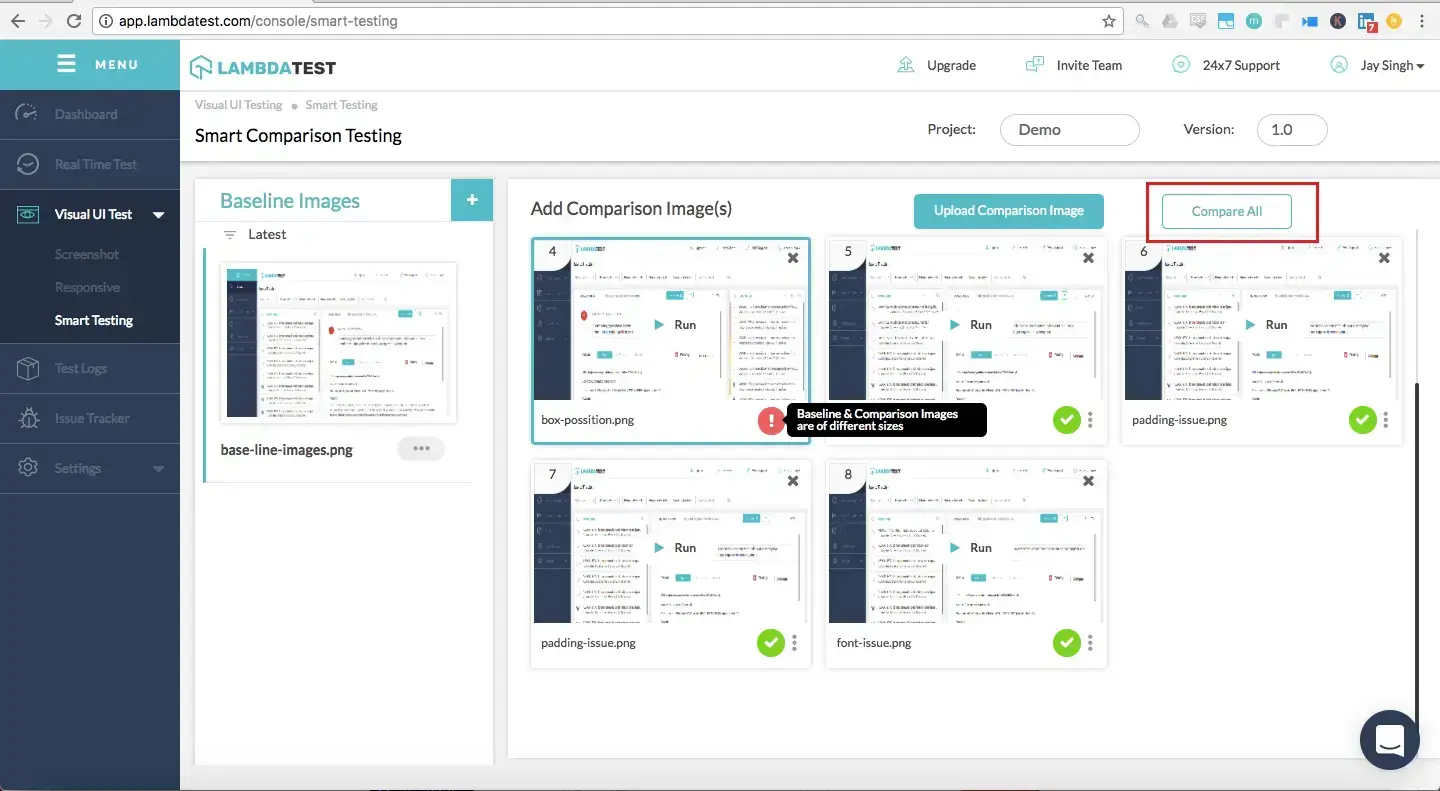 app.lambdatest.com/console/smart-testing
7
MENU
LAMBDATEST
Upgrade
Invite Team
24x7 Support
Jay Singh
Dashboard
Real Time Test
Visual UI Test
Screenshot
Responsive
Smart Testing
Test Logs
Issue Tracker
Settings
Visual UI Testing
Smart Testing
Smart Comparison Testing
Project:
Demo
Version:
1.0
Baseline Images
+
Latest
base-line-images.png
Add Comparison Image(s)
Upload Comparison Image
Compare All
4
Run
box-possition.png
Baseline & Comparison Images
are of different sizes
5
Run
6
Run
padding-issue.png
7
Run
padding-issue.png
8
Run
font-issue.png